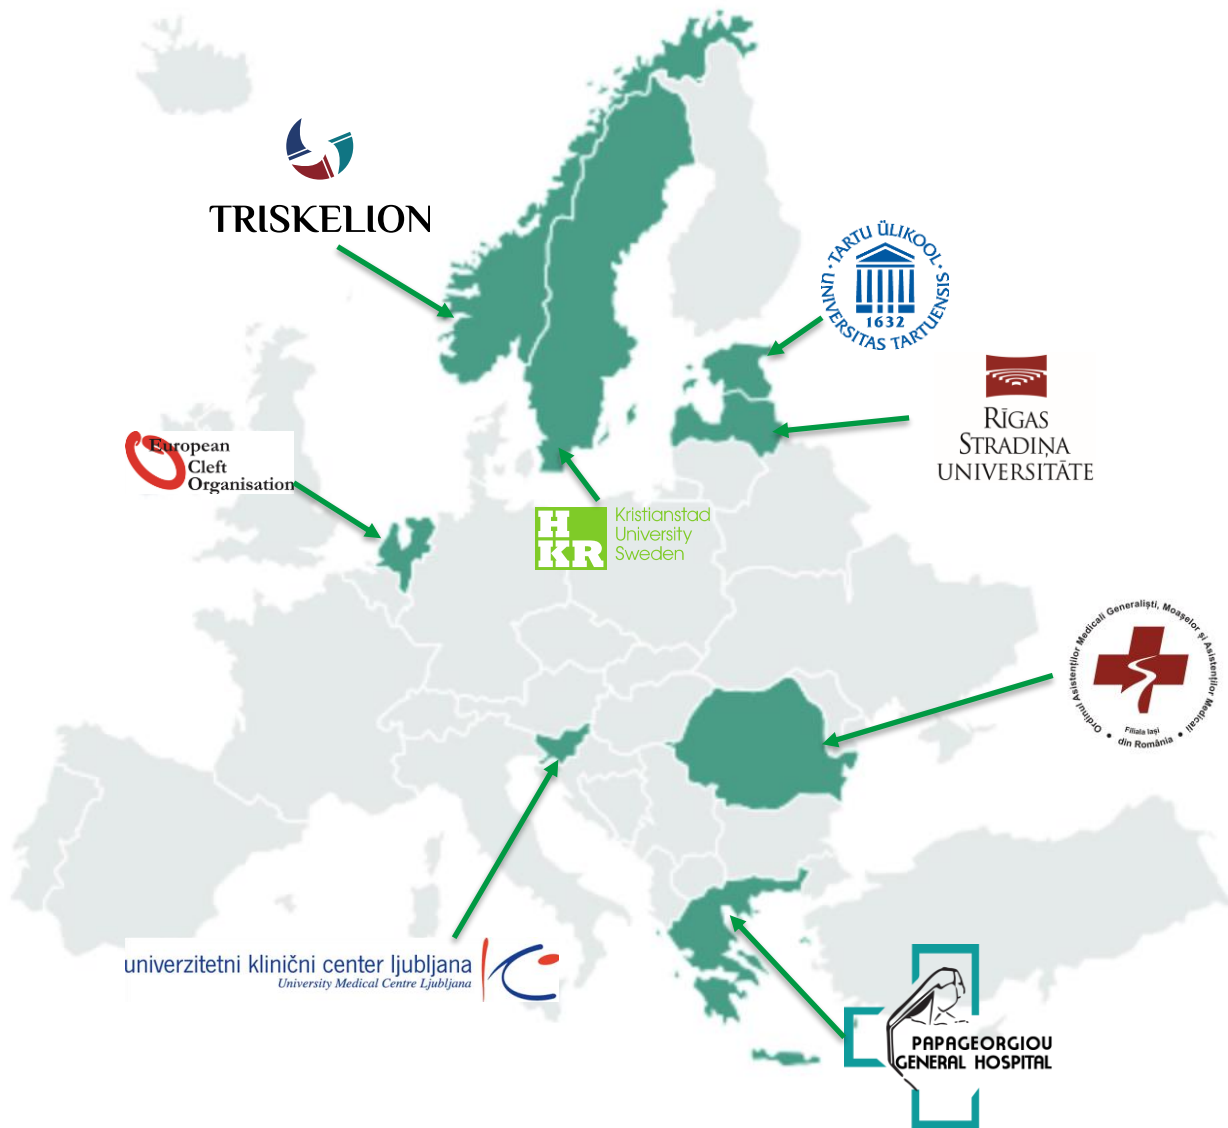 TRISKELION
· TARTU ÜLIKOOL ·
UNIVERSITAS TARTUENSIS
1632
RĪGAS
STRADIŅA
UNIVERSITĀTE
European
Cleft
Organisation
H
KR
Kristianstad
University
Sweden
Ordinul Asistenților Medicali Generaliști, Moașelor și Asistenților Medicali
Filiala Iași
• din România •
univerzitetni klinični center ljubljana
University Medical Centre Ljubljana
PAPAGEORGIOU
GENERAL HOSPITAL